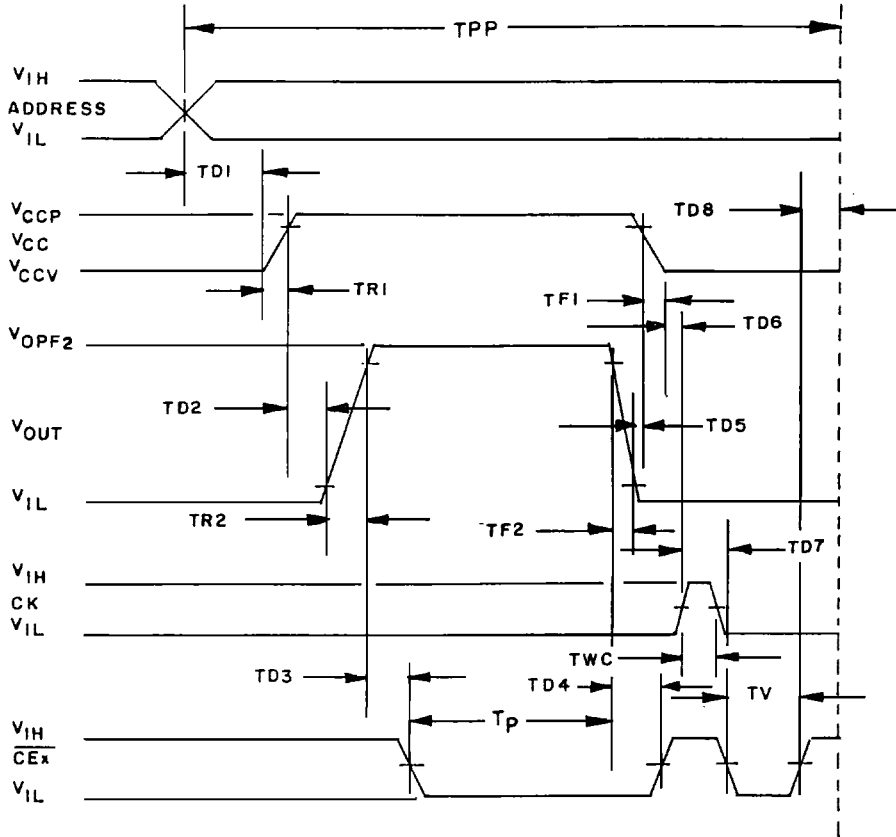 TPP
VIH
ADDRESS
VIL
TD1
TD8
VCCP
VCC
VCCV
TR1
TF1
TD6
VOPF2
TD2
VOUT
TD5
VIL
TR2
TF2
TD7
VIH
CK
VIL
TWC
TD3
TD4
TV
TP
VIH
CEx
VIL